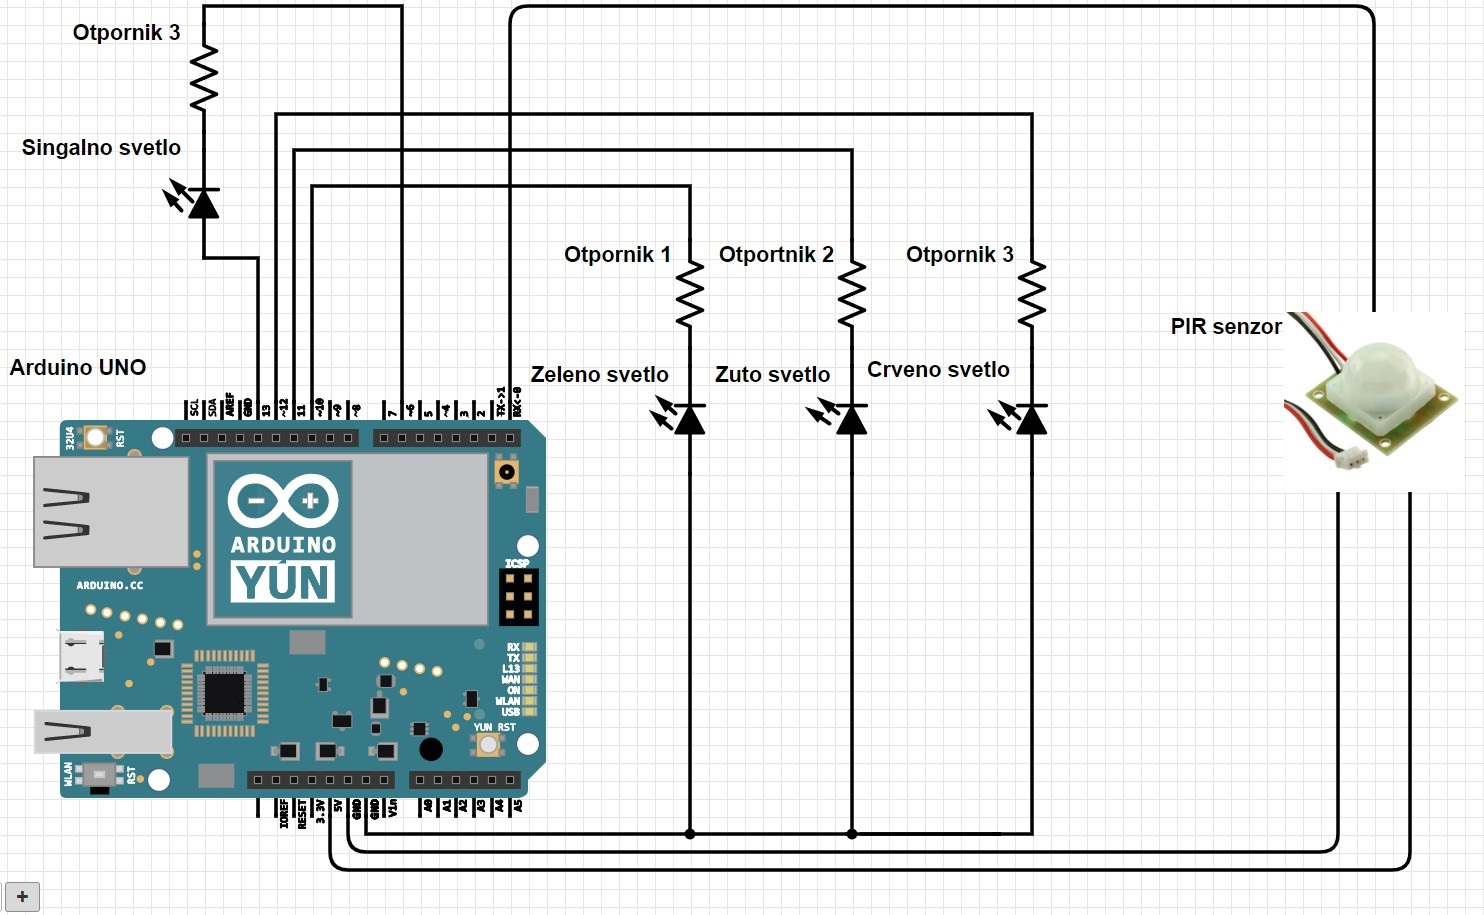 Otpornik 3
Singalno svetlo
Otpornik 1
Otportnik 2
Otpornik 3
PIR senzor
Arduino UNO
Zeleno svetlo
Zuto svetlo
Crveno svetlo
SCL
SDA
AREF
GND
13
~12
11
~10
~9
~8
7
~6
5
~4
3
2
TX->1
RX<-0
32U4
RST
ARDUINO
YÚN
ICSP
ARDUINO.CC
RX
TX
L13
WAN
ON
WLAN
USB
YUN RST
WLAN
RST
IOREF
RESET
3.3V
5V
GND
GND
Vin
A0
A1
A2
A3
A4
A5
+